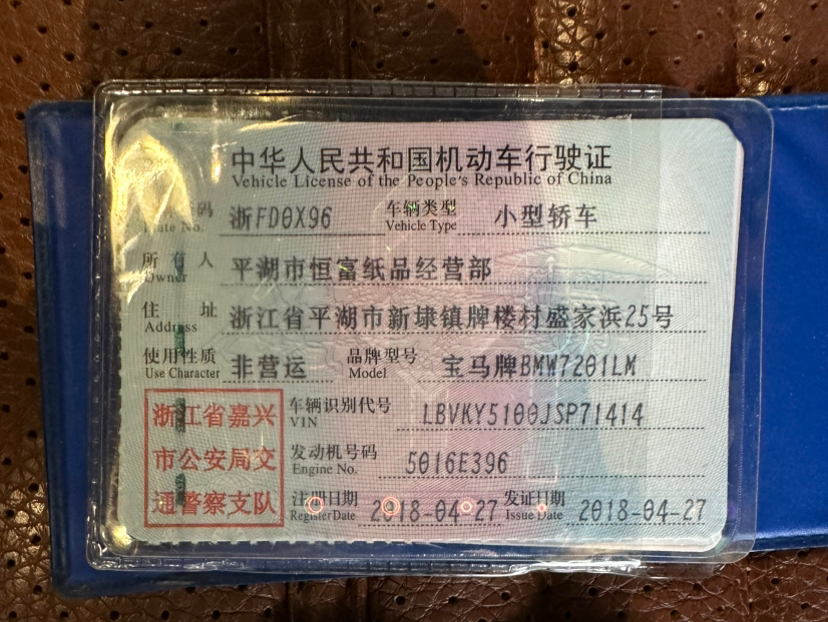 中华人民共和国机动车行驶证
Vehicle License of the People's Republic of China
号码 浙FD0X96 车辆类型 小型轿车
Plate No. Vehicle Type
所有人 平湖市恒富纸品经营部
Owner
住址 浙江省平湖市新埭镇牌楼村盛家浜25号
Address
使用性质 非营运 品牌型号 宝马牌BMW7201LM
Use Character Model
浙江省嘉兴
市公安局交
通警察支队
车辆识别代号 LBVKY5100JSP71414
VIN
发动机号码 5016E396
Engine No.
注册日期 2018-04-27 发证日期 2018-04-27
Register Date Issue Date